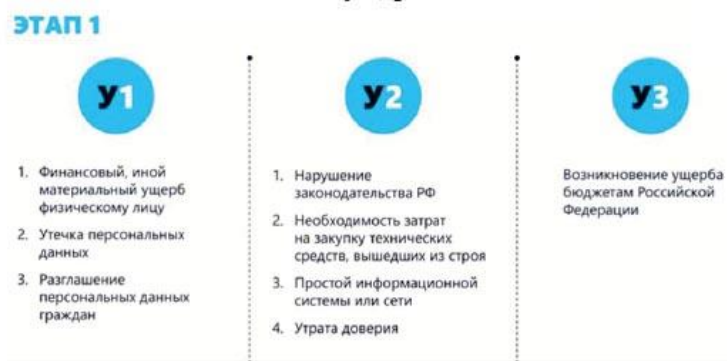 ЭТАП 1
У1
1. Финансовый, иной
материальный ущерб
физическому лицу
2. Утечка персональных
данных
3. Разглашение
персональных данных
граждан
У2
1. Нарушение
законодательства РФ
2. Необходимость затрат
на закупку технических
средств, вышедших из строя
3. Простой информационной
системы или сети
4. Утрата доверия
У3
Возникновение ущерба
бюджетам Российской
Федерации